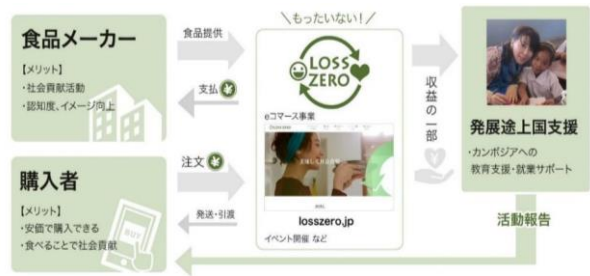 食品メーカー
【メリット】
・社会貢献活動
・認知度、イメージ向上
購入者
【メリット】
・安価で購入できる
・食べることで社会貢献
BUY
食品提供
支払
注文
発送・引渡
＼もったいない！／
LOSS
ZERO
eコマース事業
losszero.jp
イベント開催 など
収益の一部
発展途上国支援
・カンボジアへの
教育支援・就業サポート
活動報告